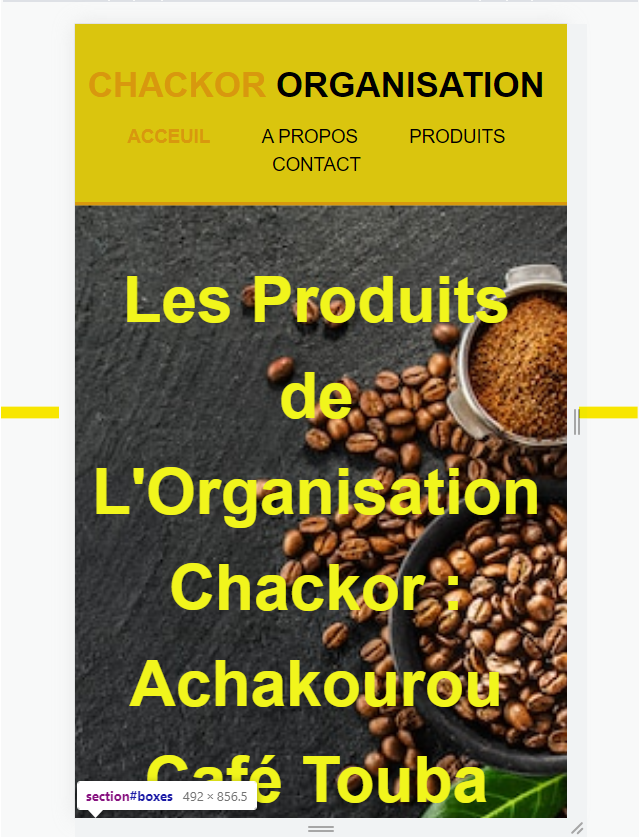 CHACKOR ORGANISATION
ACCEUIL A PROPOS PRODUITS
CONTACT
Les Produits
de
L'Organisation
Chackor :
Achakourou
Café Touba
section#boxes 492 × 856.5